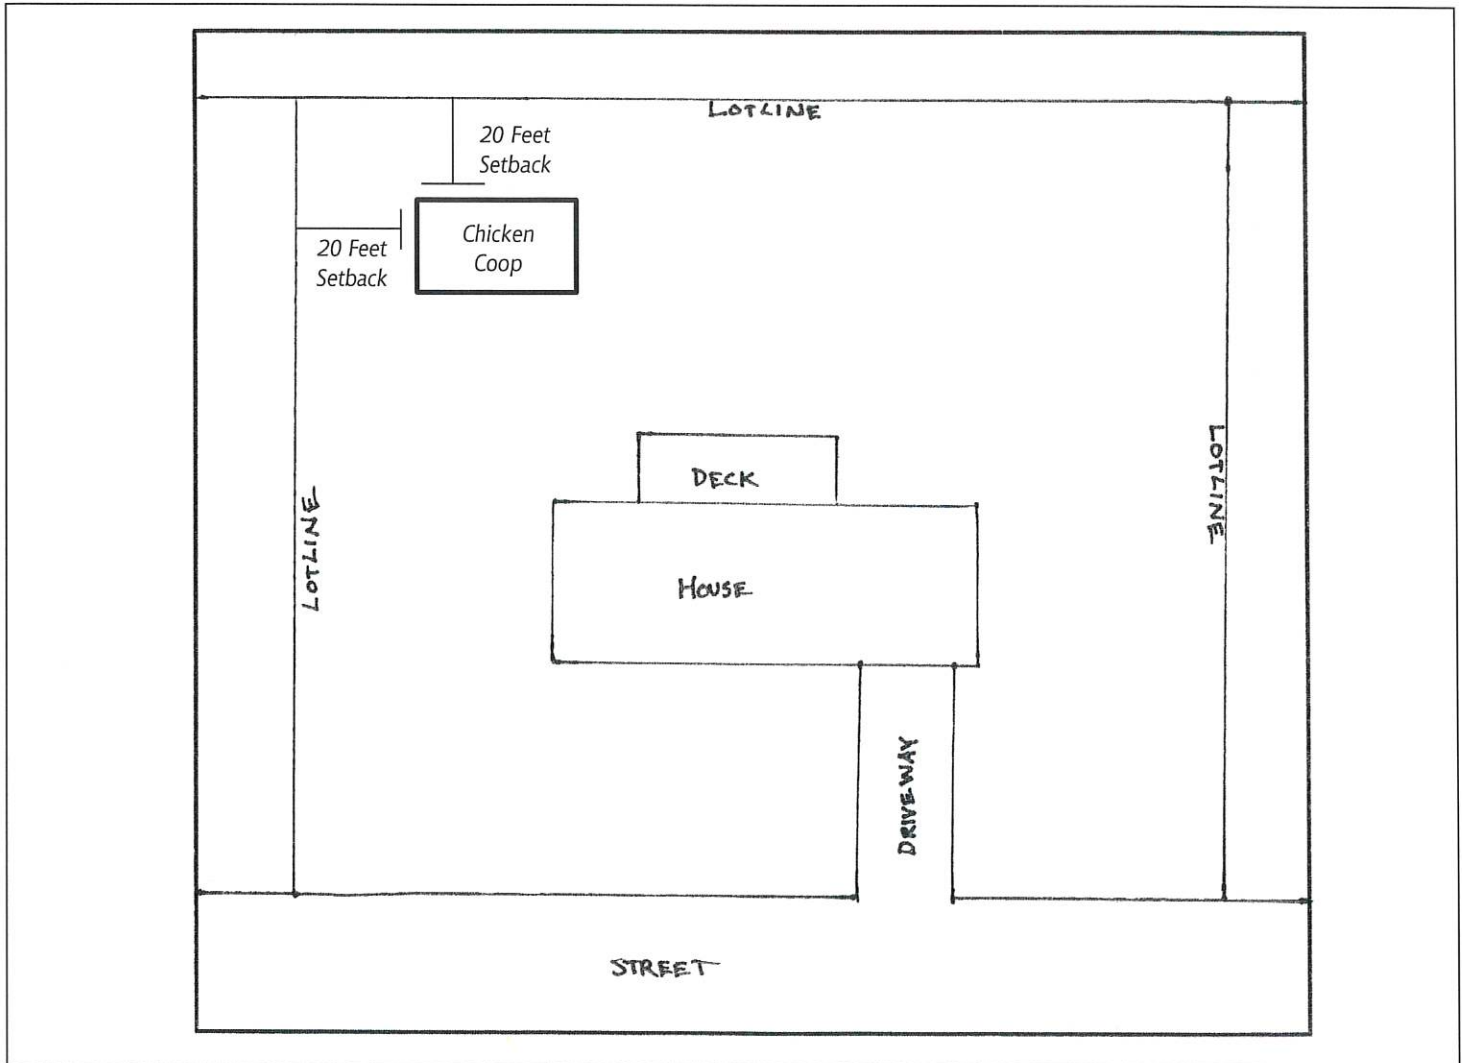 LOTLINE
20 Feet
Setback
20 Feet
Setback
Chicken
Coop
LOTLINE
LOTLINE
DECK
HOUSE
DRIVEWAY
STREET